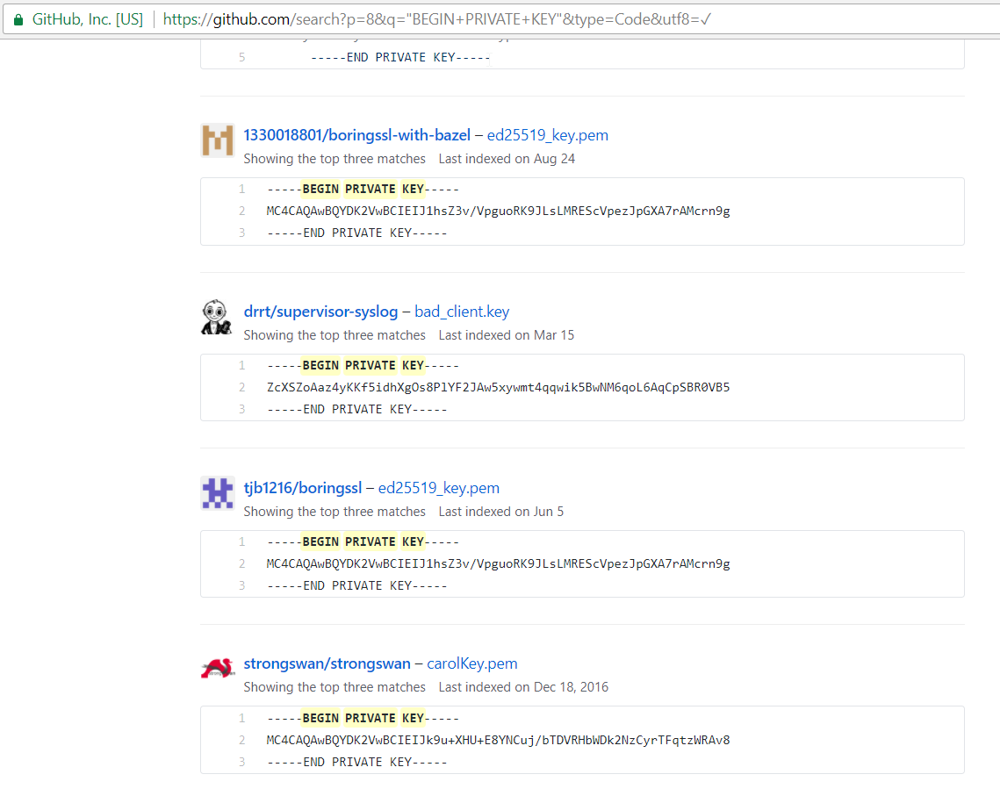 GitHub, Inc. [US] https://github.com/search?p=8&q="BEGIN+PRIVATE+KEY"&type=Code&utf8=✓
5 -----END PRIVATE KEY-----
1330018801/boringssl-with-bazel – ed25519_key.pem
Showing the top three matches Last indexed on Aug 24
1 -----BEGIN PRIVATE KEY-----
2 MC4CAQAwBQYDK2VwBCIEIJ1hsZ3v/VpguoRK9JLsLMREScVpezJpGXA7rAMcrn9g
3 -----END PRIVATE KEY-----
drrt/supervisor-syslog – bad_client.key
Showing the top three matches Last indexed on Mar 15
1 -----BEGIN PRIVATE KEY-----
2 ZcXSZoAaz4yKKf5idhXgOs8PlYF2JAw5xywmt4qqwik5BwNM6qoL6AqCpSBR0VB5
3 -----END PRIVATE KEY-----
tjb1216/boringssl – ed25519_key.pem
Showing the top three matches Last indexed on Jun 5
1 -----BEGIN PRIVATE KEY-----
2 MC4CAQAwBQYDK2VwBCIEIJ1hsZ3v/VpguoRK9JLsLMREScVpezJpGXA7rAMcrn9g
3 -----END PRIVATE KEY-----
strongswan/strongswan – carolKey.pem
Showing the top three matches Last indexed on Dec 18, 2016
1 -----BEGIN PRIVATE KEY-----
2 MC4CAQAwBQYDK2VwBCIEIJk9u+XHU+E8YNCuj/bTDVRHbWDk2NzCyrTFqtzWRAv8
3 -----END PRIVATE KEY-----